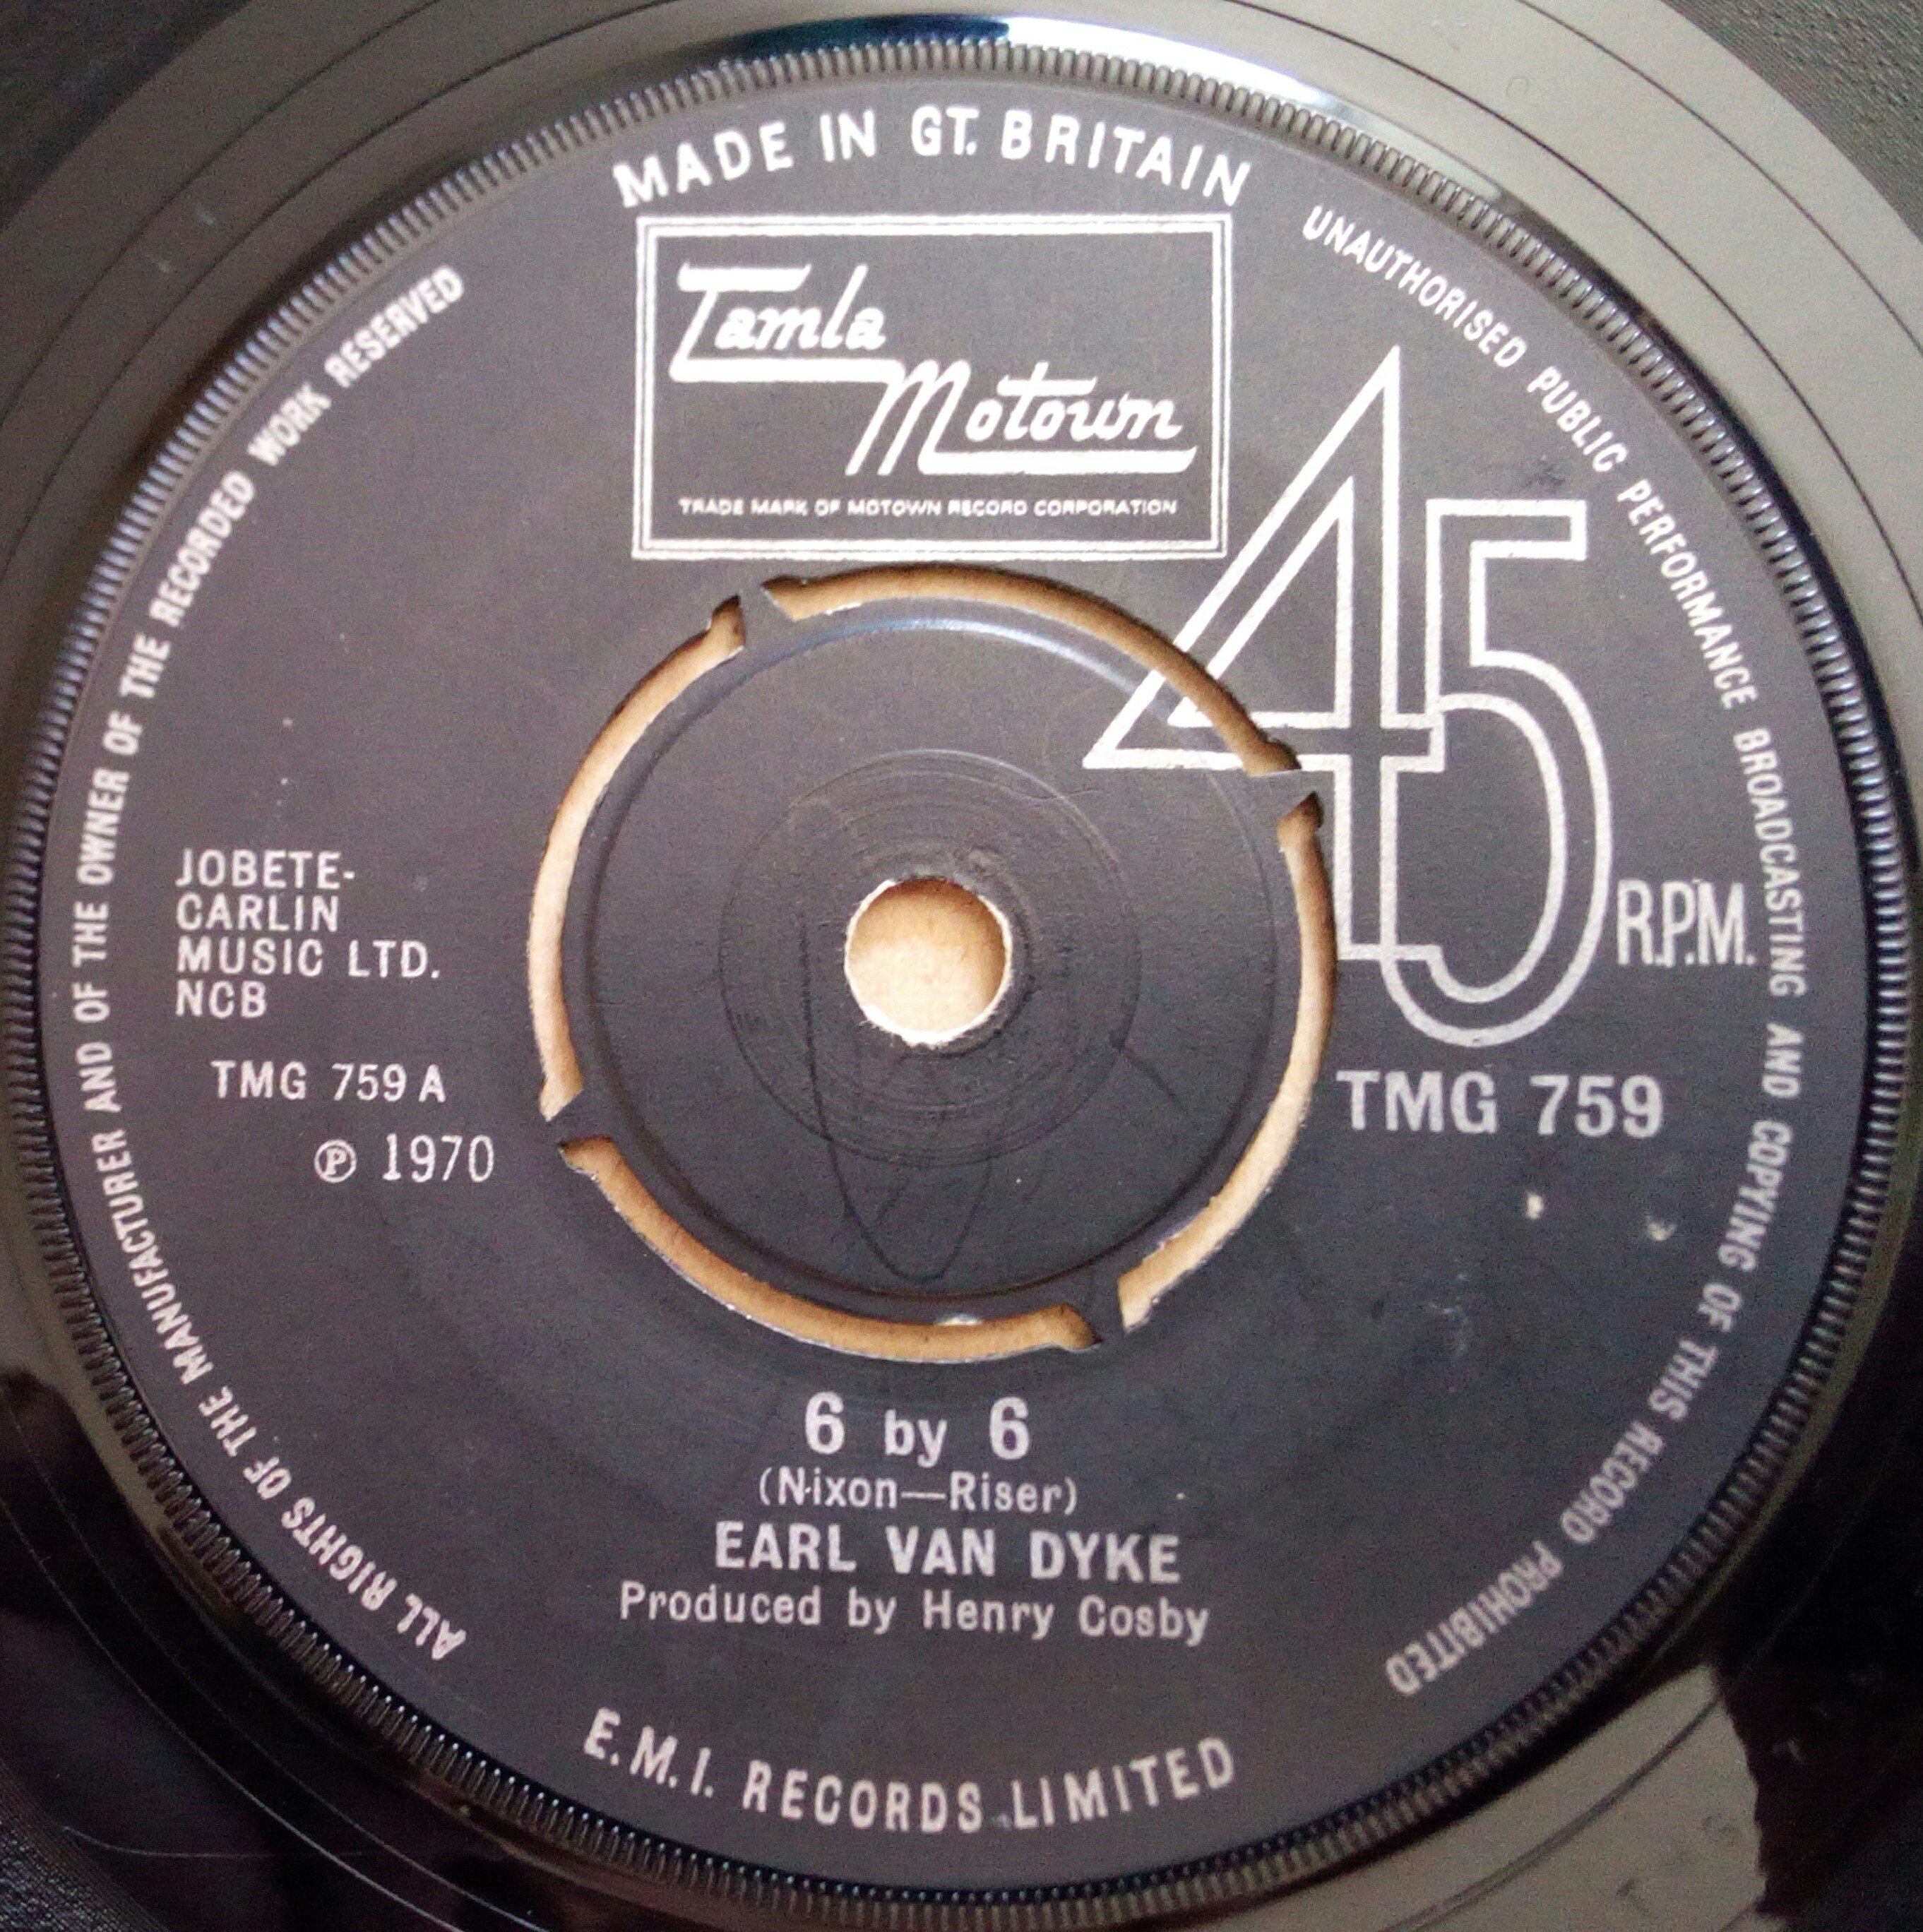 MADE IN GT. BRITAIN
Tamla
Motown
TRADE MARK OF MOTOWN RECORD CORPORATION
UNAUTHORISED PUBLIC PERFORMANCE BROADCASTING AND COPYING OF THIS RECORD PROHIBITED
ALL RIGHTS OF THE MANUFACTURER AND OF THE OWNER OF THE RECORDED WORK RESERVED
45
R.P.M.
JOBETE-
CARLIN
MUSIC LTD.
NCB
TMG 759 A
℗ 1970
TMG 759
6 by 6
(Nixon—Riser)
EARL VAN DYKE
Produced by Henry Cosby
E.M.I. RECORDS LIMITED